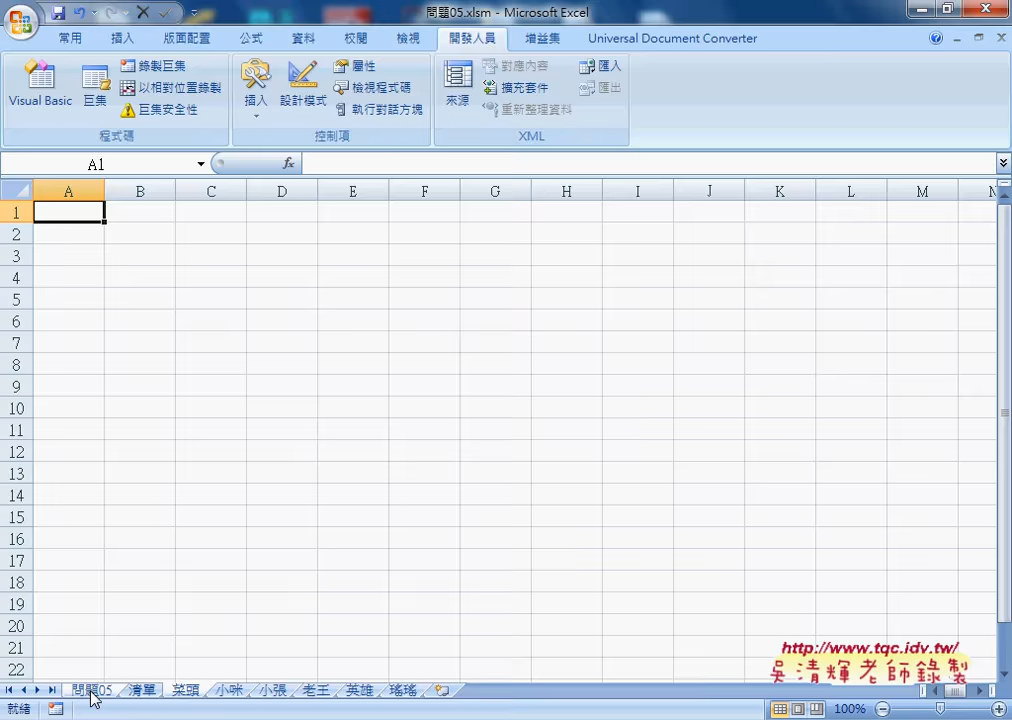 問題05.xlsm - Microsoft Excel
常用 插入 版面配置 公式 資料 校閱 檢視 開發人員 增益集 Universal Document Converter
Visual Basic 巨集 錄製巨集 以相對位置錄製 巨集安全性
程式碼
插入 設計模式 屬性 檢視程式碼 執行對話方塊
控制項
來源 對應內容 擴充套件 重新整理資料 匯入 匯出
XML
A1 fx
A B C D E F G H I J K L M N
1
2
3
4
5
6
7
8
9
10
11
12
13
14
15
16
17
18
19
20
21
22
http://www.tqc.idv.tw/
吳清輝老師錄製
問題05 清單 菜頭 小咪 小張 老王 英雄 瑤瑤
就緒 100%